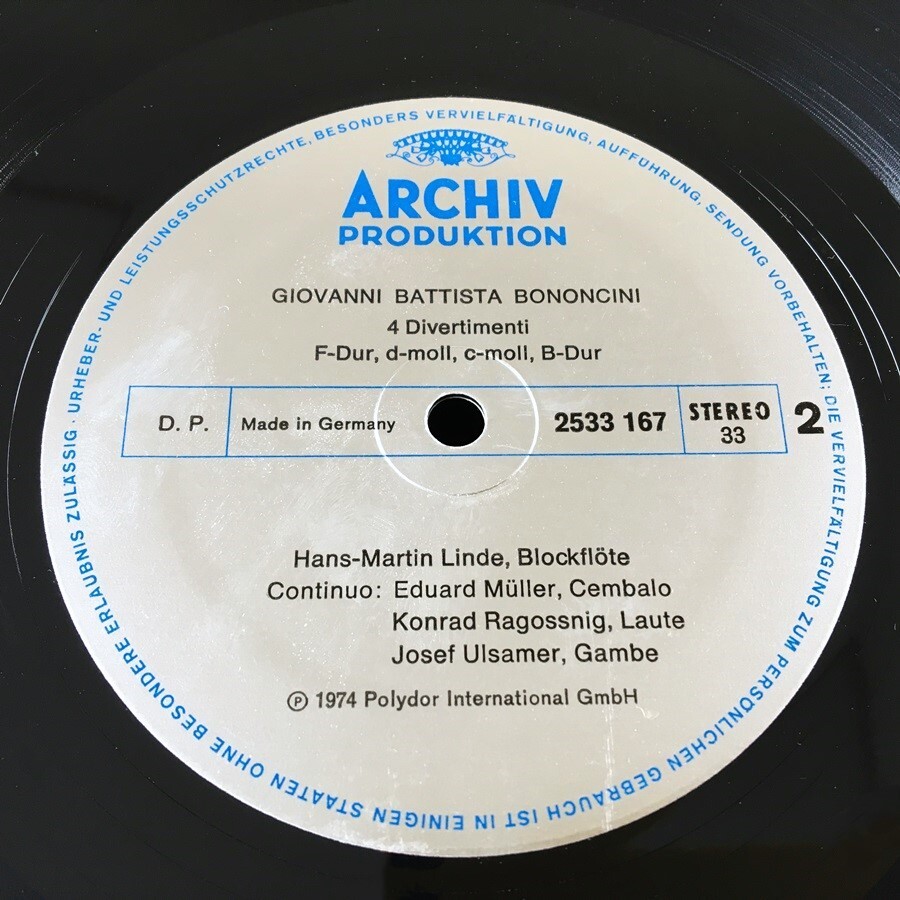 ARCHIV
PRODUKTION
GIOVANNI BATTISTA BONONCINI
4 Divertimenti
F-Dur, d-moll, c-moll, B-Dur
D. P.
Made in Germany
2533 167
STEREO
33
2
Hans-Martin Linde, Blockflöte
Continuo: Eduard Müller, Cembalo
Konrad Ragossnig, Laute
Josef Ulsamer, Gambe
Ⓟ 1974 Polydor International GmbH
URHEBER- UND LEISTUNGSSCHUTZRECHTE, BESONDERS VERVIELFÄLTIGUNG, AUFFÜHRUNG, SENDUNG VORBEHALTEN; DIE VERVIELFÄLTIGUNG ZUM PERSÖNLICHEN GEBRAUCH IST IN EINIGEN STAATEN OHNE BESONDERE ERLAUBNIS ZULÄSSIG ·